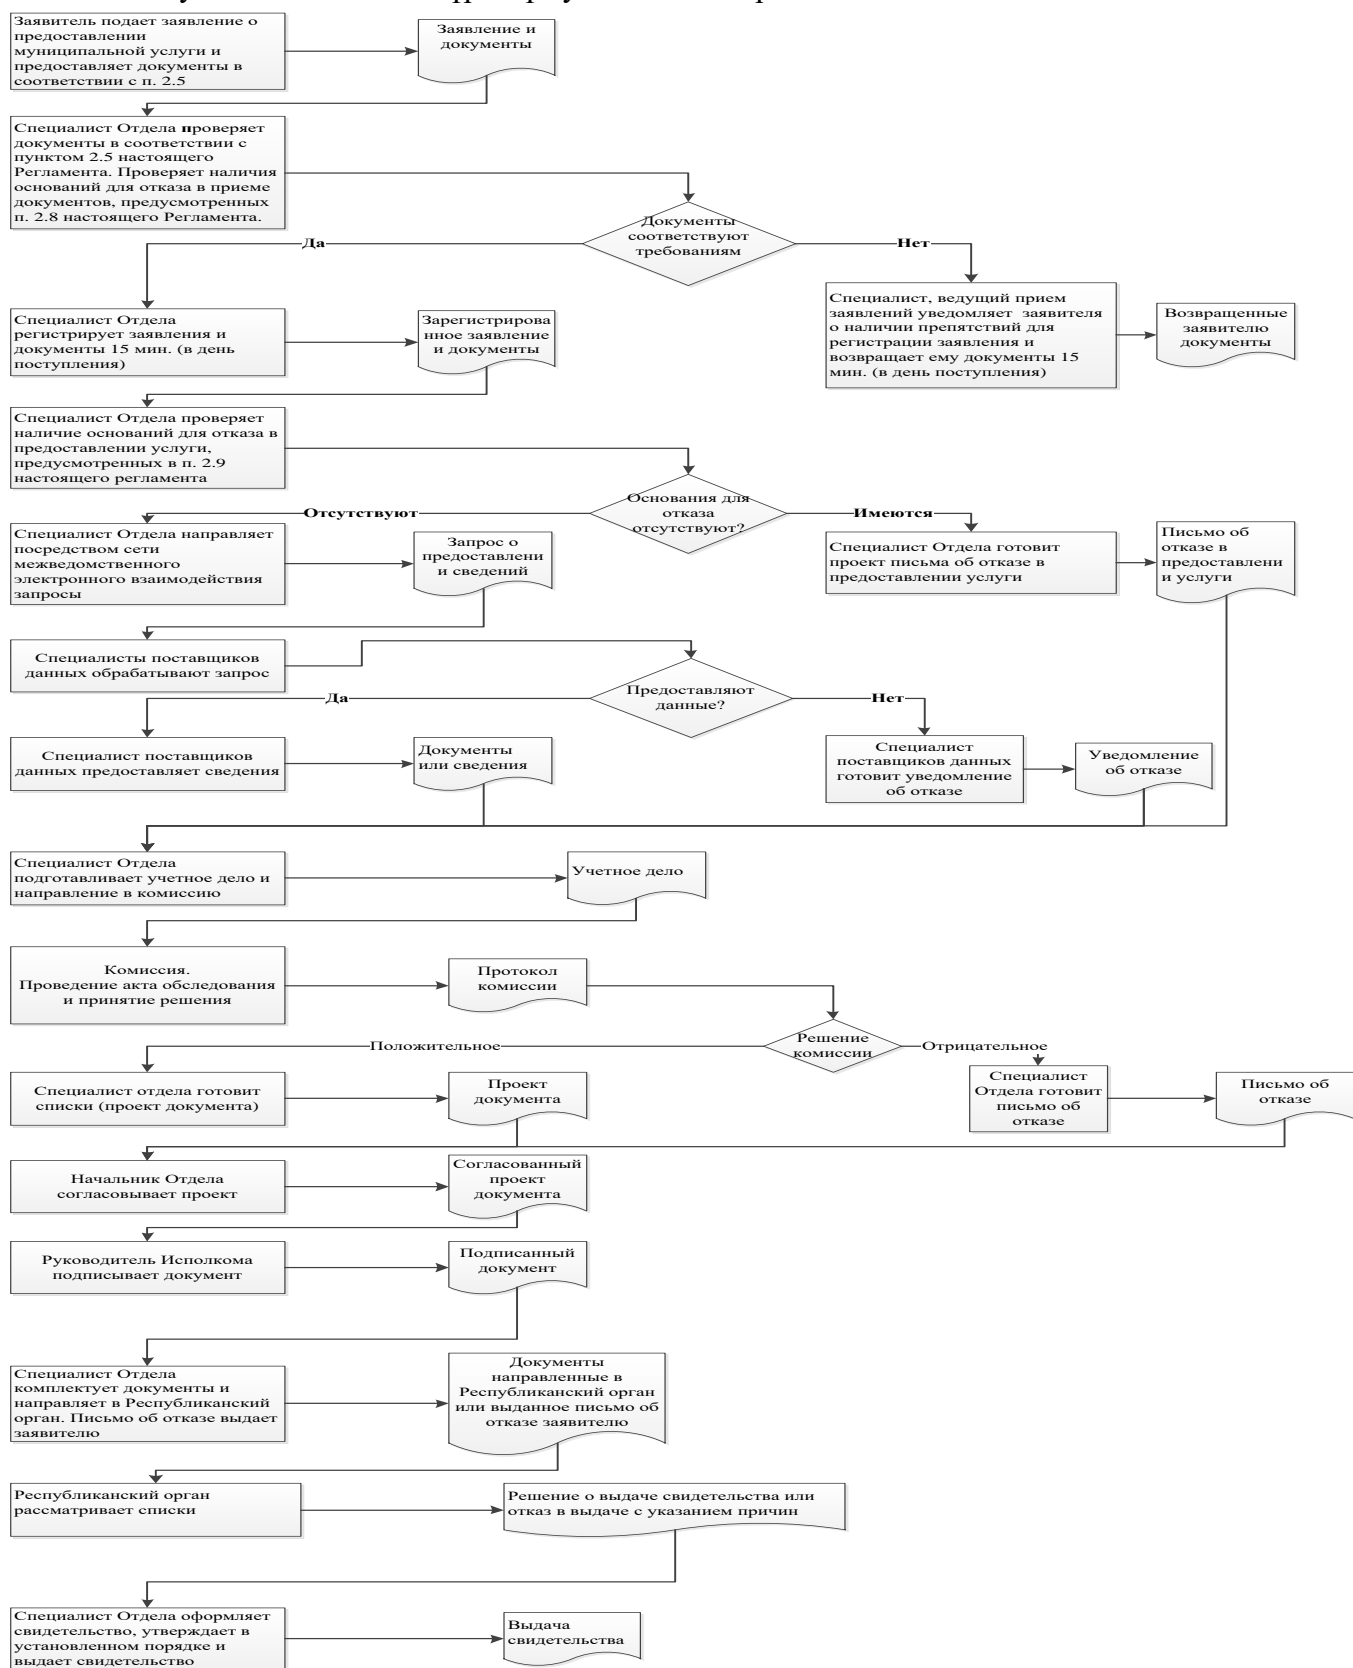 Заявитель подает заявление о
предоставлении
муниципальной услуги и
предоставляет документы в
соответствии с п. 2.5
Заявление и
документы
Специалист Отдела проверяет
документы в соответствии с
пунктом 2.5 настоящего
Регламента. Проверяет наличия
оснований для отказа в приеме
документов, предусмотренных
п. 2.8 настоящего Регламента.
Документы
соответствуют
требованиям
Да
Нет
Специалист Отдела
регистрирует заявления и
документы 15 мин. (в день
поступления)
Зарегистрирова
нное заявление
и документы
Специалист, ведущий прием
заявлений уведомляет заявителя
о наличии препятствий для
регистрации заявления и
возвращает ему документы 15
мин. (в день поступления)
Возвращенные
заявителю
документы
Специалист Отдела проверяет
наличие оснований для отказа в
предоставлении услуги,
предусмотренных в п. 2.9
настоящего регламента
Основания для
отказа
отсутствуют?
Отсутствуют
Имеются
Специалист Отдела направляет
посредством сети
межведомственного
электронного взаимодействия
запросы
Запрос о
предоставлени
и сведений
Специалист Отдела готовит
проект письма об отказе в
предоставлении услуги
Письмо об
отказе в
предоставлени
и услуги
Специалисты поставщиков
данных обрабатывают запрос
Предоставляют
данные?
Да
Нет
Специалист поставщиков
данных предоставляет сведения
Документы
или сведения
Специалист
поставщиков данных
готовит уведомление
об отказе
Уведомление
об отказе
Специалист Отдела
подготавливает учетное дело и
направление в комиссию
Учетное дело
Комиссия.
Проведение акта обследования
и принятие решения
Протокол
комиссии
Решение
комиссии
Положительное
Отрицательное
Специалист отдела готовит
списки (проект документа)
Проект
документа
Специалист
Отдела готовит
письмо об
отказе
Письмо об
отказе
Начальник Отдела
согласовывает проект
Согласованный
проект
документа
Руководитель Исполкома
подписывает документ
Подписанный
документ
Специалист Отдела
комплектует документы и
направляет в Республиканский
орган. Письмо об отказе выдает
заявителю
Документы
направленные в
Республиканский орган
или выданное письмо об
отказе заявителю
Республиканский орган
рассматривает списки
Решение о выдаче свидетельства или
отказ в выдаче с указанием причин
Специалист Отдела оформляет
свидетельство, утверждает в
установленном порядке и
выдает свидетельство
Выдача
свидетельства